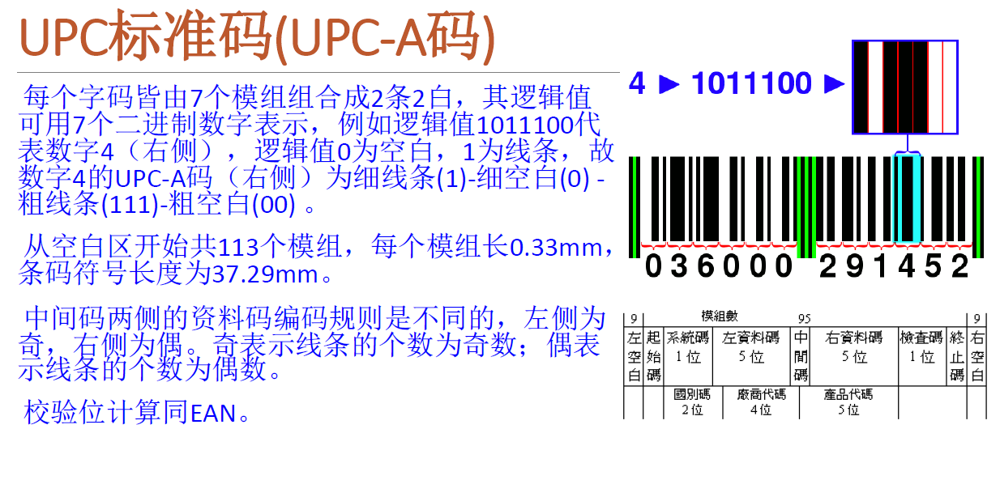 UPC标准码(UPC-A码)
每个字码皆由7个模组组合成2条2白，其逻辑值
可用7个二进制数字表示，例如逻辑值1011100代
表数字4（右侧），逻辑值0为空白，1为线条，故
数字4的UPC-A码（右侧）为细线条(1)-细空白(0) -
粗线条(111)-粗空白(00) 。
从空白区开始共113个模组，每个模组长0.33mm，
条码符号长度为37.29mm。
中间码两侧的资料码编码规则是不同的，左侧为
奇，右侧为偶。奇表示线条的个数为奇数；偶表
示线条的个数为偶数。
校验位计算同EAN。
4 ▶ 1011100 ▶
036000 291452
9 模組數 95 9
左空白 起始碼 系統碼 1位 左資料碼 5位 中間碼 右資料碼 5位 檢查碼 1位 終止碼 右空白
國別碼 2位 廠商代碼 4位 產品代碼 5位